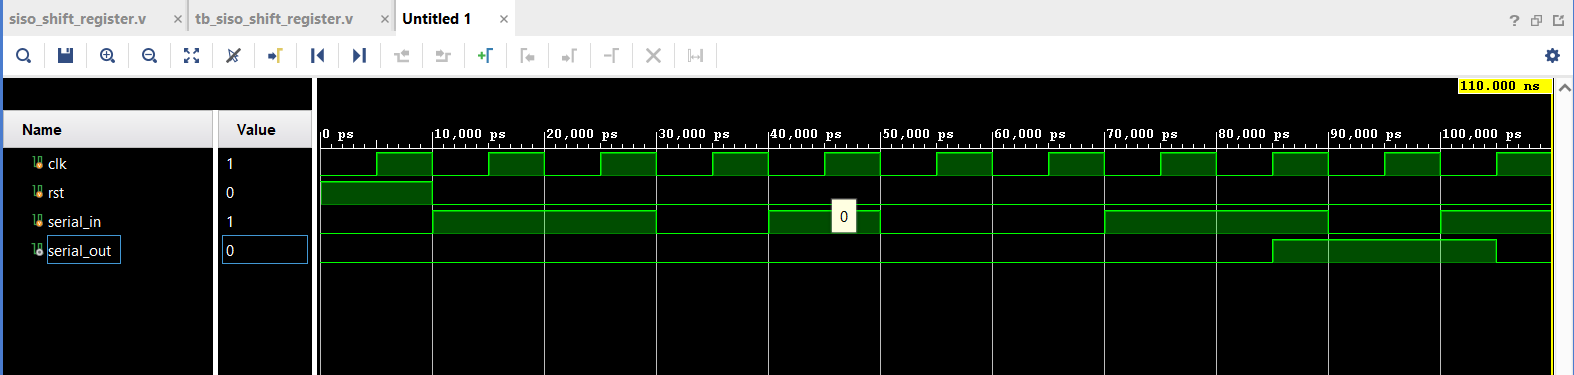 siso_shift_register.v × tb_siso_shift_register.v × Untitled 1 ×
?
110.000 ns
Name Value
0 ps 10,000 ps 20,000 ps 30,000 ps 40,000 ps 50,000 ps 60,000 ps 70,000 ps 80,000 ps 90,000 ps 100,000 ps
clk 1
rst 0
serial_in 1
0
serial_out 0